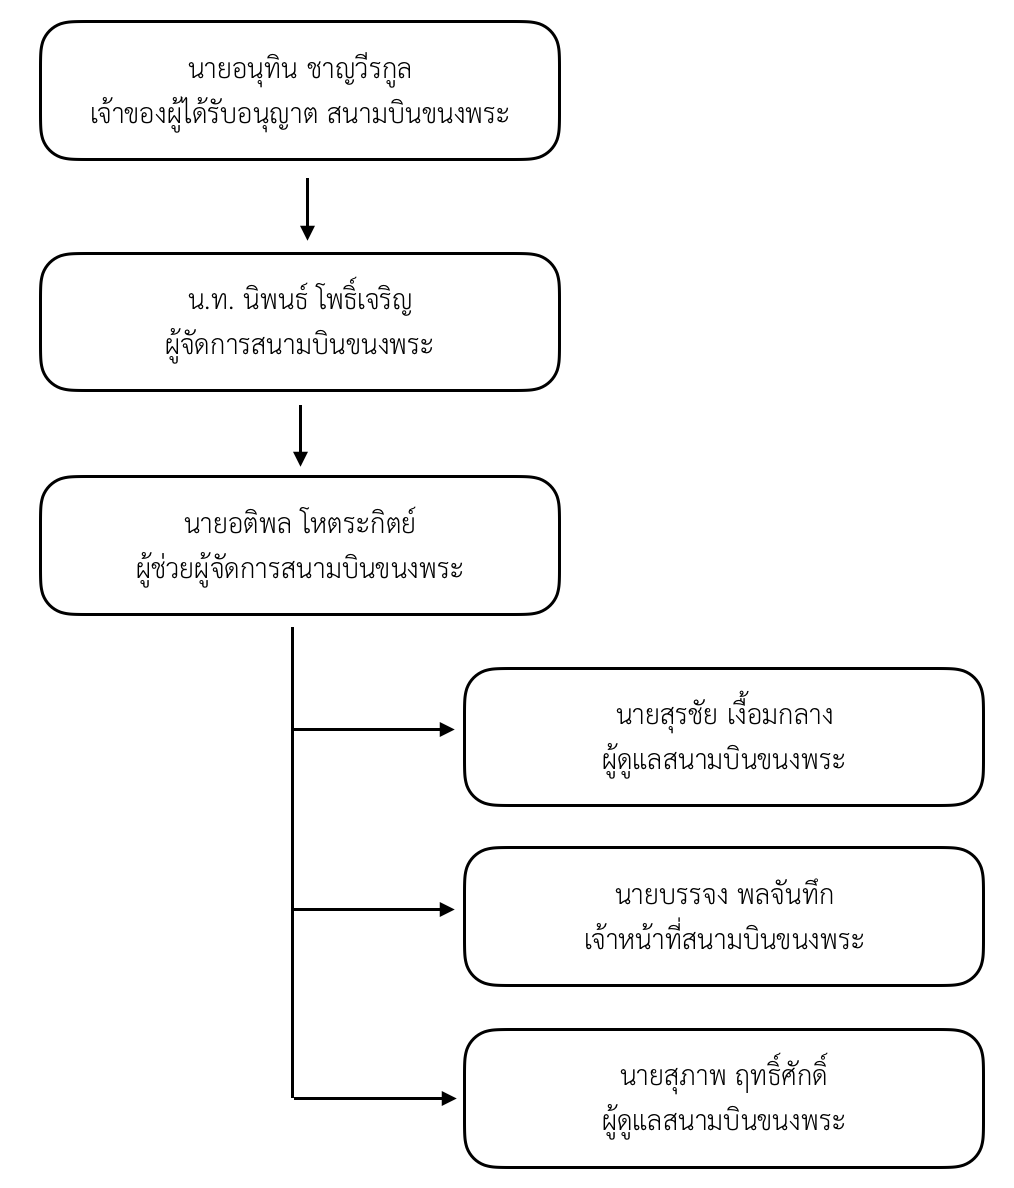 นายอนุทิน ชาญวีรกูล
เจ้าของผู้ได้รับอนุญาต สนามบินขนงพระ
น.ท. นิพนธ์ โพธิ์เจริญ
ผู้จัดการสนามบินขนงพระ
นายอติพล โหตระกิตย์
ผู้ช่วยผู้จัดการสนามบินขนงพระ
นายสุรชัย เงื้อมกลาง
ผู้ดูแลสนามบินขนงพระ
นายบรรจง พลจันทึก
เจ้าหน้าที่สนามบินขนงพระ
นายสุภาพ ฤทธิ์ศักดิ์
ผู้ดูแลสนามบินขนงพระ